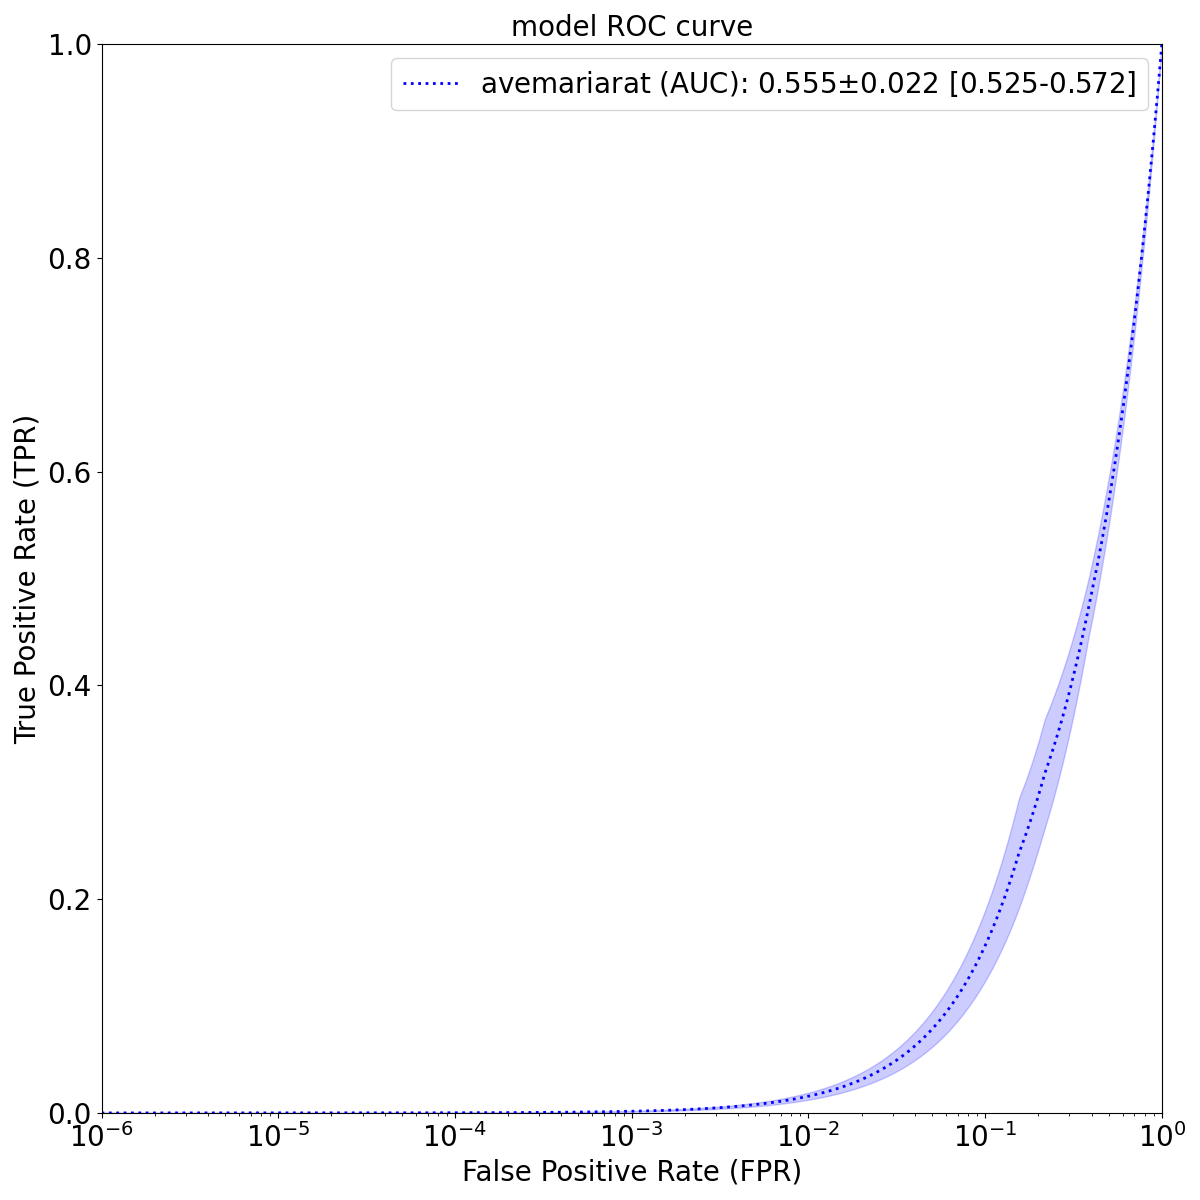 model ROC curve
avemariarat (AUC): 0.555±0.022 [0.525-0.572]
1.0
0.8
0.6
0.4
0.2
0.0
True Positive Rate (TPR)
10⁻⁶ 10⁻⁵ 10⁻⁴ 10⁻³ 10⁻² 10⁻¹ 10⁰
False Positive Rate (FPR)